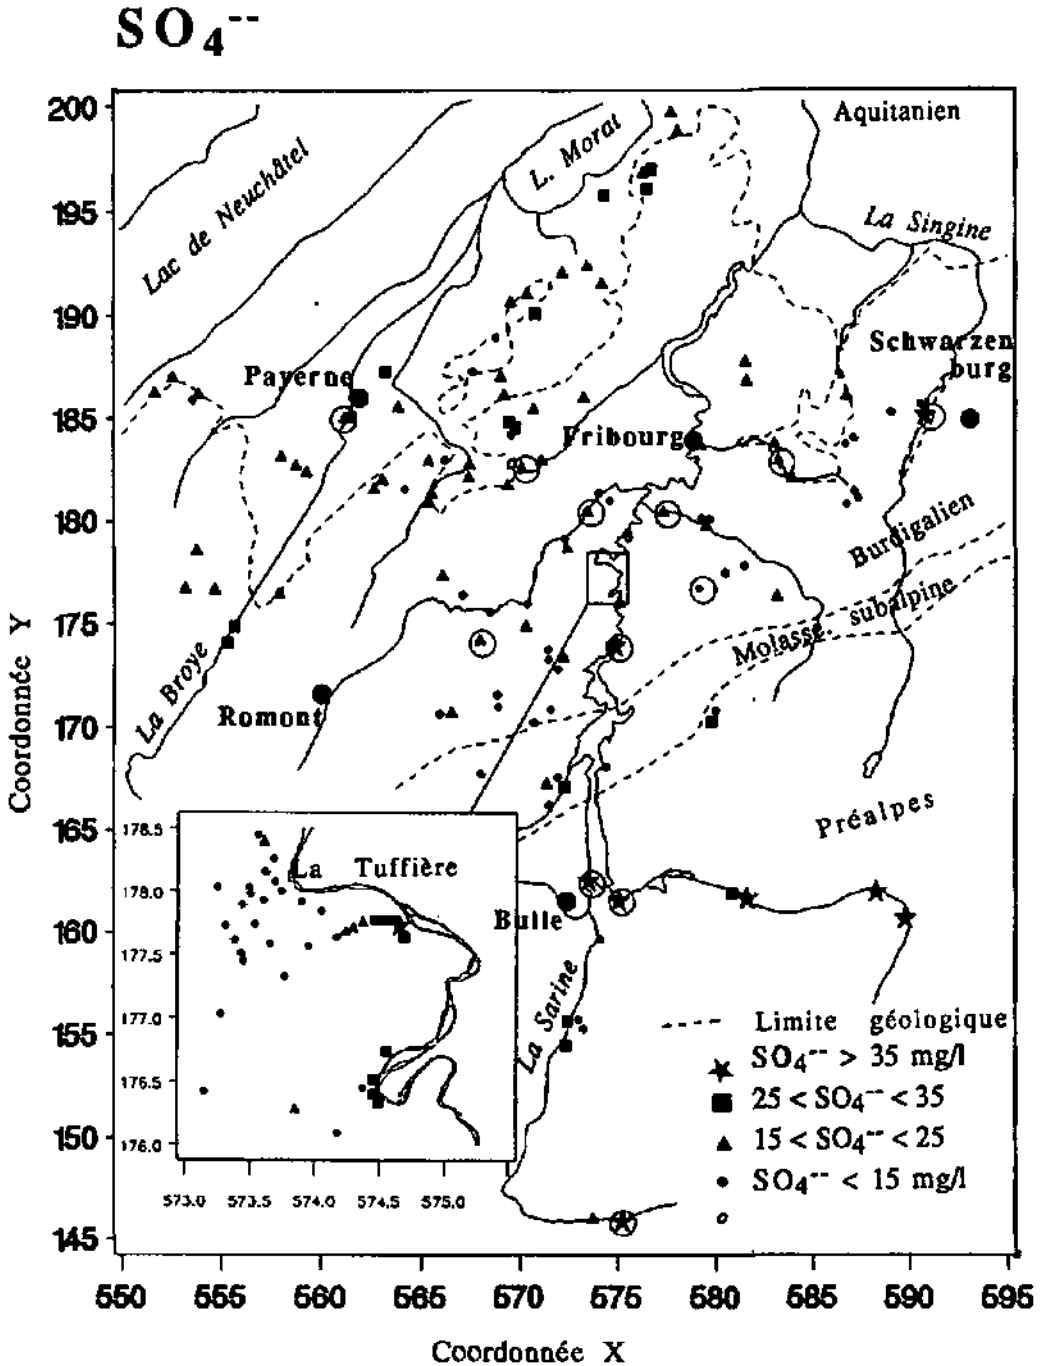 SO₄⁻⁻
200
195
190
185
180
175
170
165
160
155
150
145
Coordonnée Y
Aquitanien
L. Morat
Lac de Neuchâtel
La Singine
Schwarzen
burg
Payerne
Fribourg
Burdigalien
Molasse subalpine
La Broye
Romont
Préalpes
Bulle
La Sarine
La Tuffière
178.5
178.0
177.5
177.0
176.5
176.0
573.0 573.5 574.0 574.5 575.0
Limite géologique
SO₄⁻⁻ > 35 mg/l
25 < SO₄⁻⁻ < 35
15 < SO₄⁻⁻ < 25
SO₄⁻⁻ < 15 mg/l
550 555 560 565 570 575 580 585 590 595
Coordonnée X